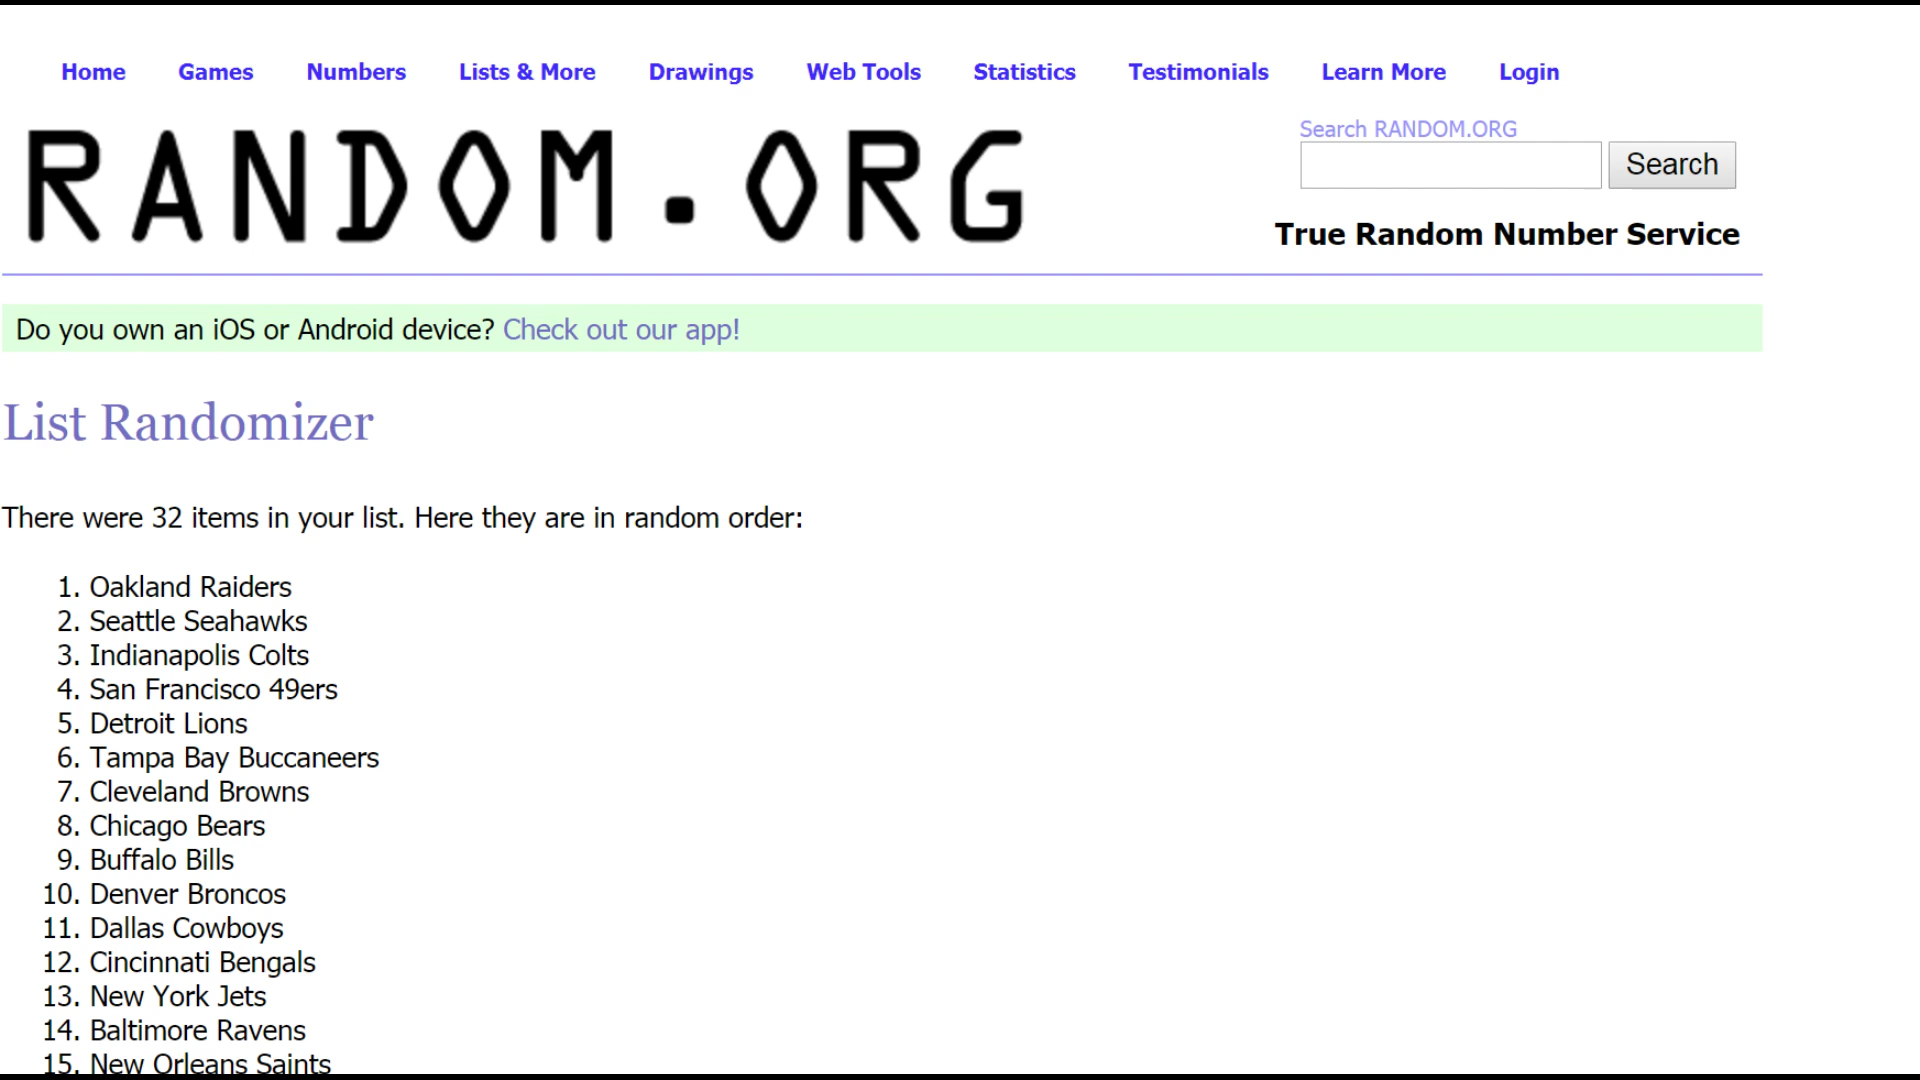 Home Games Numbers Lists & More Drawings Web Tools Statistics Testimonials Learn More Login
RANDOM.ORG
Search RANDOM.ORG
Search
True Random Number Service
Do you own an iOS or Android device? Check out our app!
List Randomizer
There were 32 items in your list. Here they are in random order:
1. Oakland Raiders
2. Seattle Seahawks
3. Indianapolis Colts
4. San Francisco 49ers
5. Detroit Lions
6. Tampa Bay Buccaneers
7. Cleveland Browns
8. Chicago Bears
9. Buffalo Bills
10. Denver Broncos
11. Dallas Cowboys
12. Cincinnati Bengals
13. New York Jets
14. Baltimore Ravens
15. New Orleans Saints